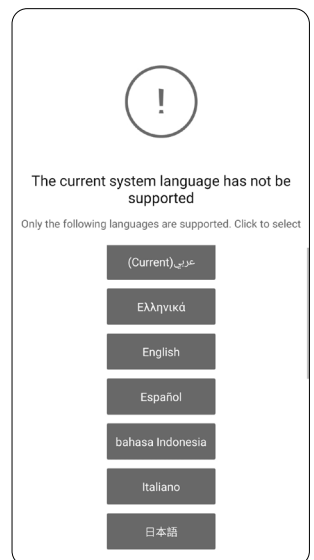 !
The current system language has not be
supported
Only the following languages are supported. Click to select
عربي(Current)
Ελληνικά
English
Español
bahasa Indonesia
Italiano
日本語